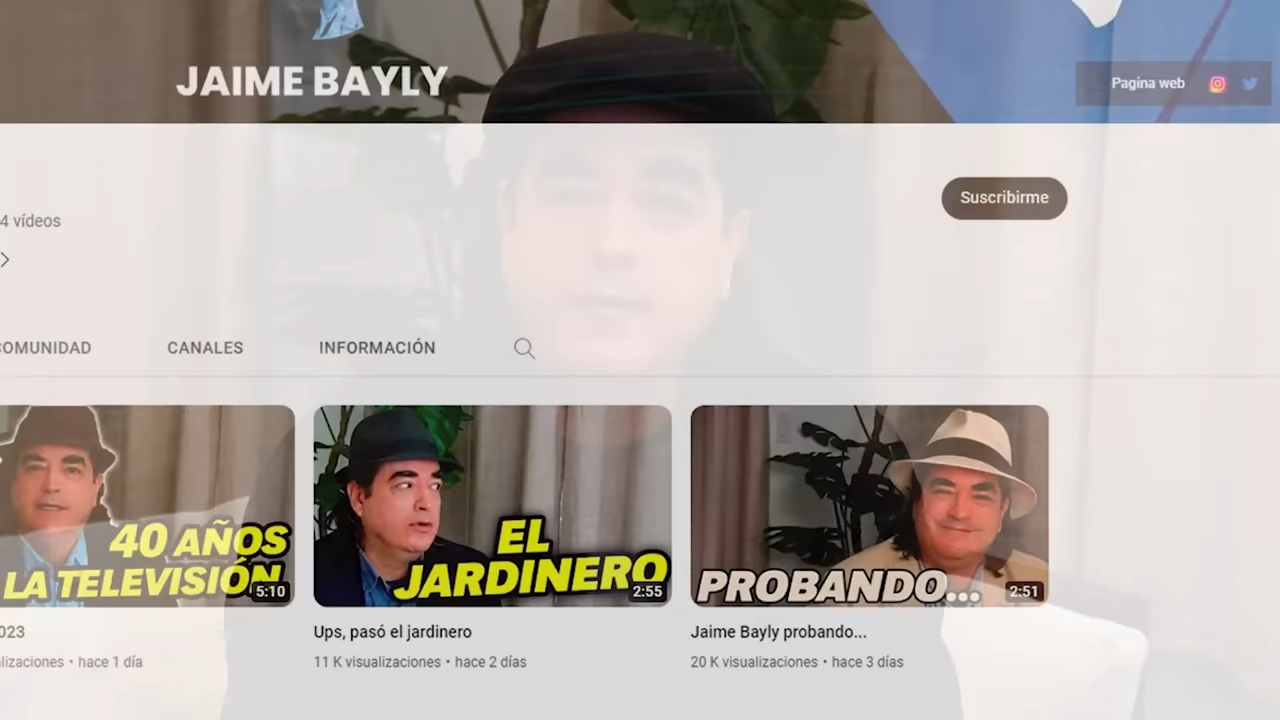 JAIME BAYLY
Pagina web
Suscribirme
4 vídeos
COMUNIDAD
CANALES
INFORMACIÓN
40 AÑOS
LA TELEVISIÓN
5:10
EL
JARDINERO
2:55
PROBANDO...
2:51
023
lizaciones • hace 1 día
Ups, pasó el jardinero
11 K visualizaciones • hace 2 días
Jaime Bayly probando...
20 K visualizaciones • hace 3 días